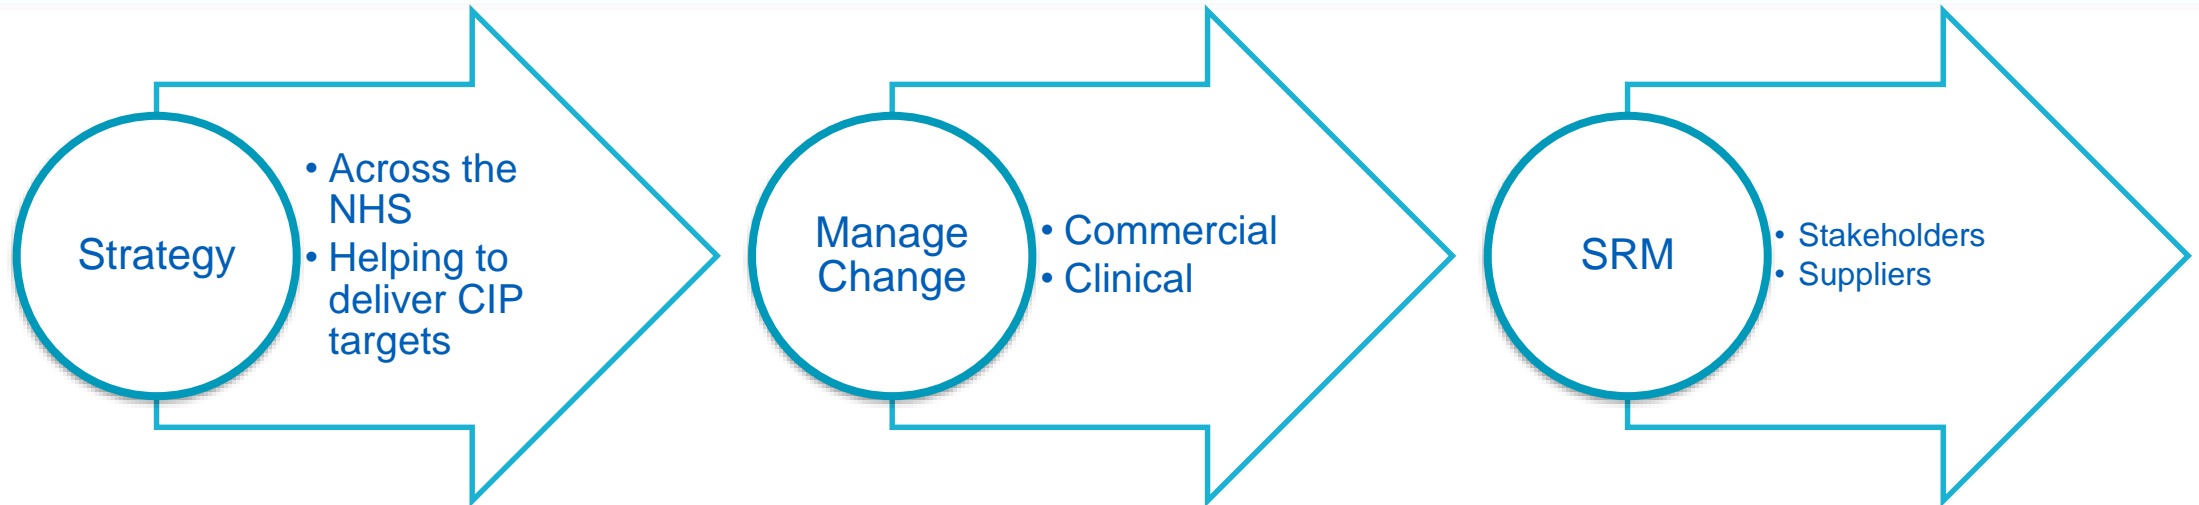 Strategy
• Across the
NHS
• Helping to
deliver CIP
targets
Manage
Change
• Commercial
• Clinical
SRM
• Stakeholders
• Suppliers